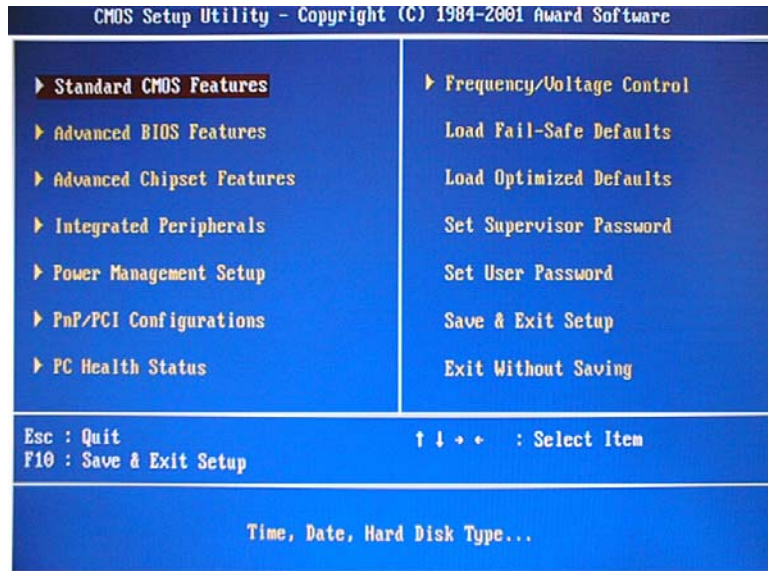 CMOS Setup Utility - Copyright (C) 1984-2001 Award Software
▶ Standard CMOS Features
▶ Advanced BIOS Features
▶ Advanced Chipset Features
▶ Integrated Peripherals
▶ Power Management Setup
▶ PnP/PCI Configurations
▶ PC Health Status
▶ Frequency/Voltage Control
Load Fail-Safe Defaults
Load Optimized Defaults
Set Supervisor Password
Set User Password
Save & Exit Setup
Exit Without Saving
Esc : Quit
F10 : Save & Exit Setup
↑ ↓ → ← : Select Item
Time, Date, Hard Disk Type...